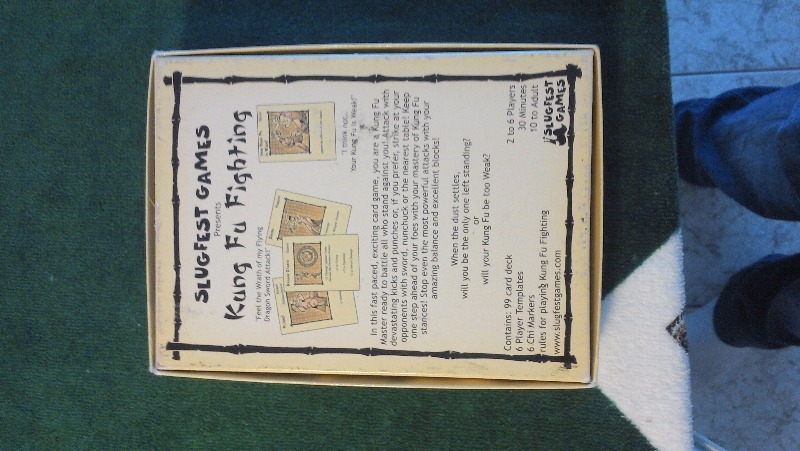 SLUGFEST GAMES
Presents
Kung Fu Fighting
"Feel the Wrath of my Flying
Dragon Sword Attack!"
"I think not...
Your Kung Fu is Weak!"
In this fast paced, exciting card game, you are a Kung Fu
Master ready to battle all who stand against you! Attack with
devastating kicks and punches or, if you prefer, strike at your
opponents with sword, nunchuck or the nearest table! Keep
one step ahead of your foes with your mastery of Kung Fu
stances! Stop even the most powerful attacks with your
amazing balance and excellent blocks!
When the dust settles,
will you be the only one left standing?
or
will your Kung Fu be too Weak?
Contains: 99 card deck
6 Player Templates
6 Chi Markers
rules for playing Kung Fu Fighting
www.slugfestgames.com
2 to 6 Players
30 Minutes
10 to Adult
SLUGFEST
GAMES